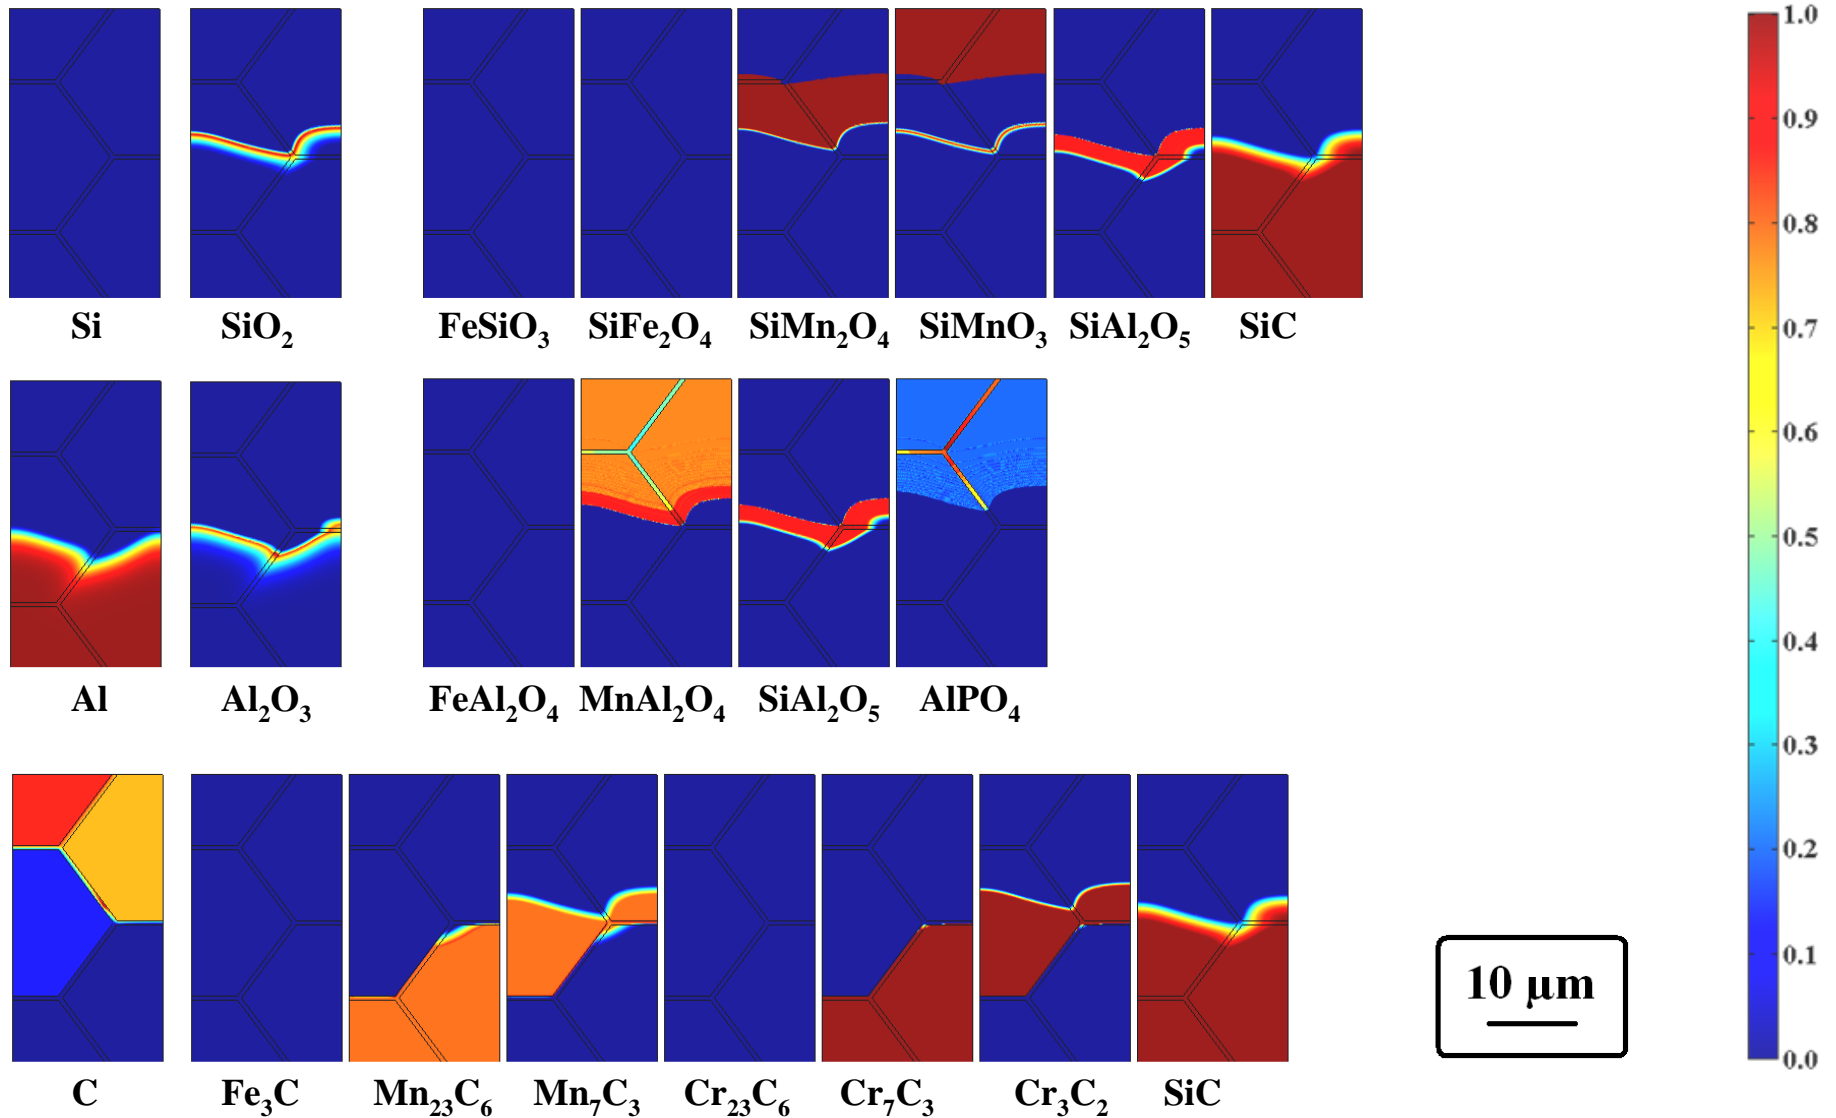 Si SiO₂ FeSiO₃ SiFe₂O₄ SiMn₂O₄ SiMnO₃ SiAl₂O₅ SiC
Al Al₂O₃ FeAl₂O₄ MnAl₂O₄ SiAl₂O₅ AlPO₄
C Fe₃C Mn₂₃C₆ Mn₇C₃ Cr₂₃C₆ Cr₇C₃ Cr₃C₂ SiC
10 µm
1.0
0.9
0.8
0.7
0.6
0.5
0.4
0.3
0.2
0.1
0.0